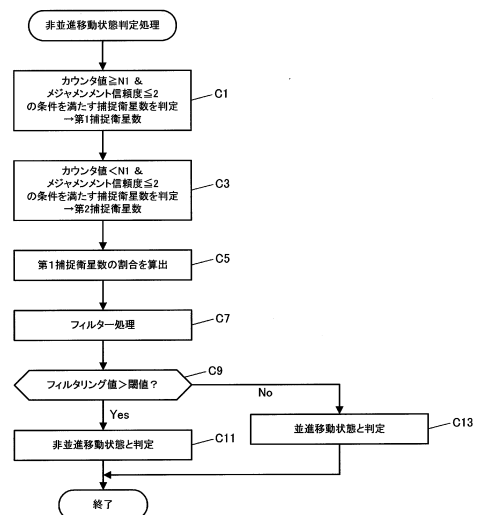 非並進移動状態判定処理
カウンタ値≧N1 &
メジャメンメント信頼度≦2
の条件を満たす捕捉衛星数を判定
→第1捕捉衛星数
C1
カウンタ値<N1 &
メジャメンメント信頼度≦2
の条件を満たす捕捉衛星数を判定
→第2捕捉衛星数
C3
第1捕捉衛星数の割合を算出
C5
フィルター処理
C7
フィルタリング値>閾値?
C9
No
Yes
非並進移動状態と判定
C11
並進移動状態と判定
C13
終了